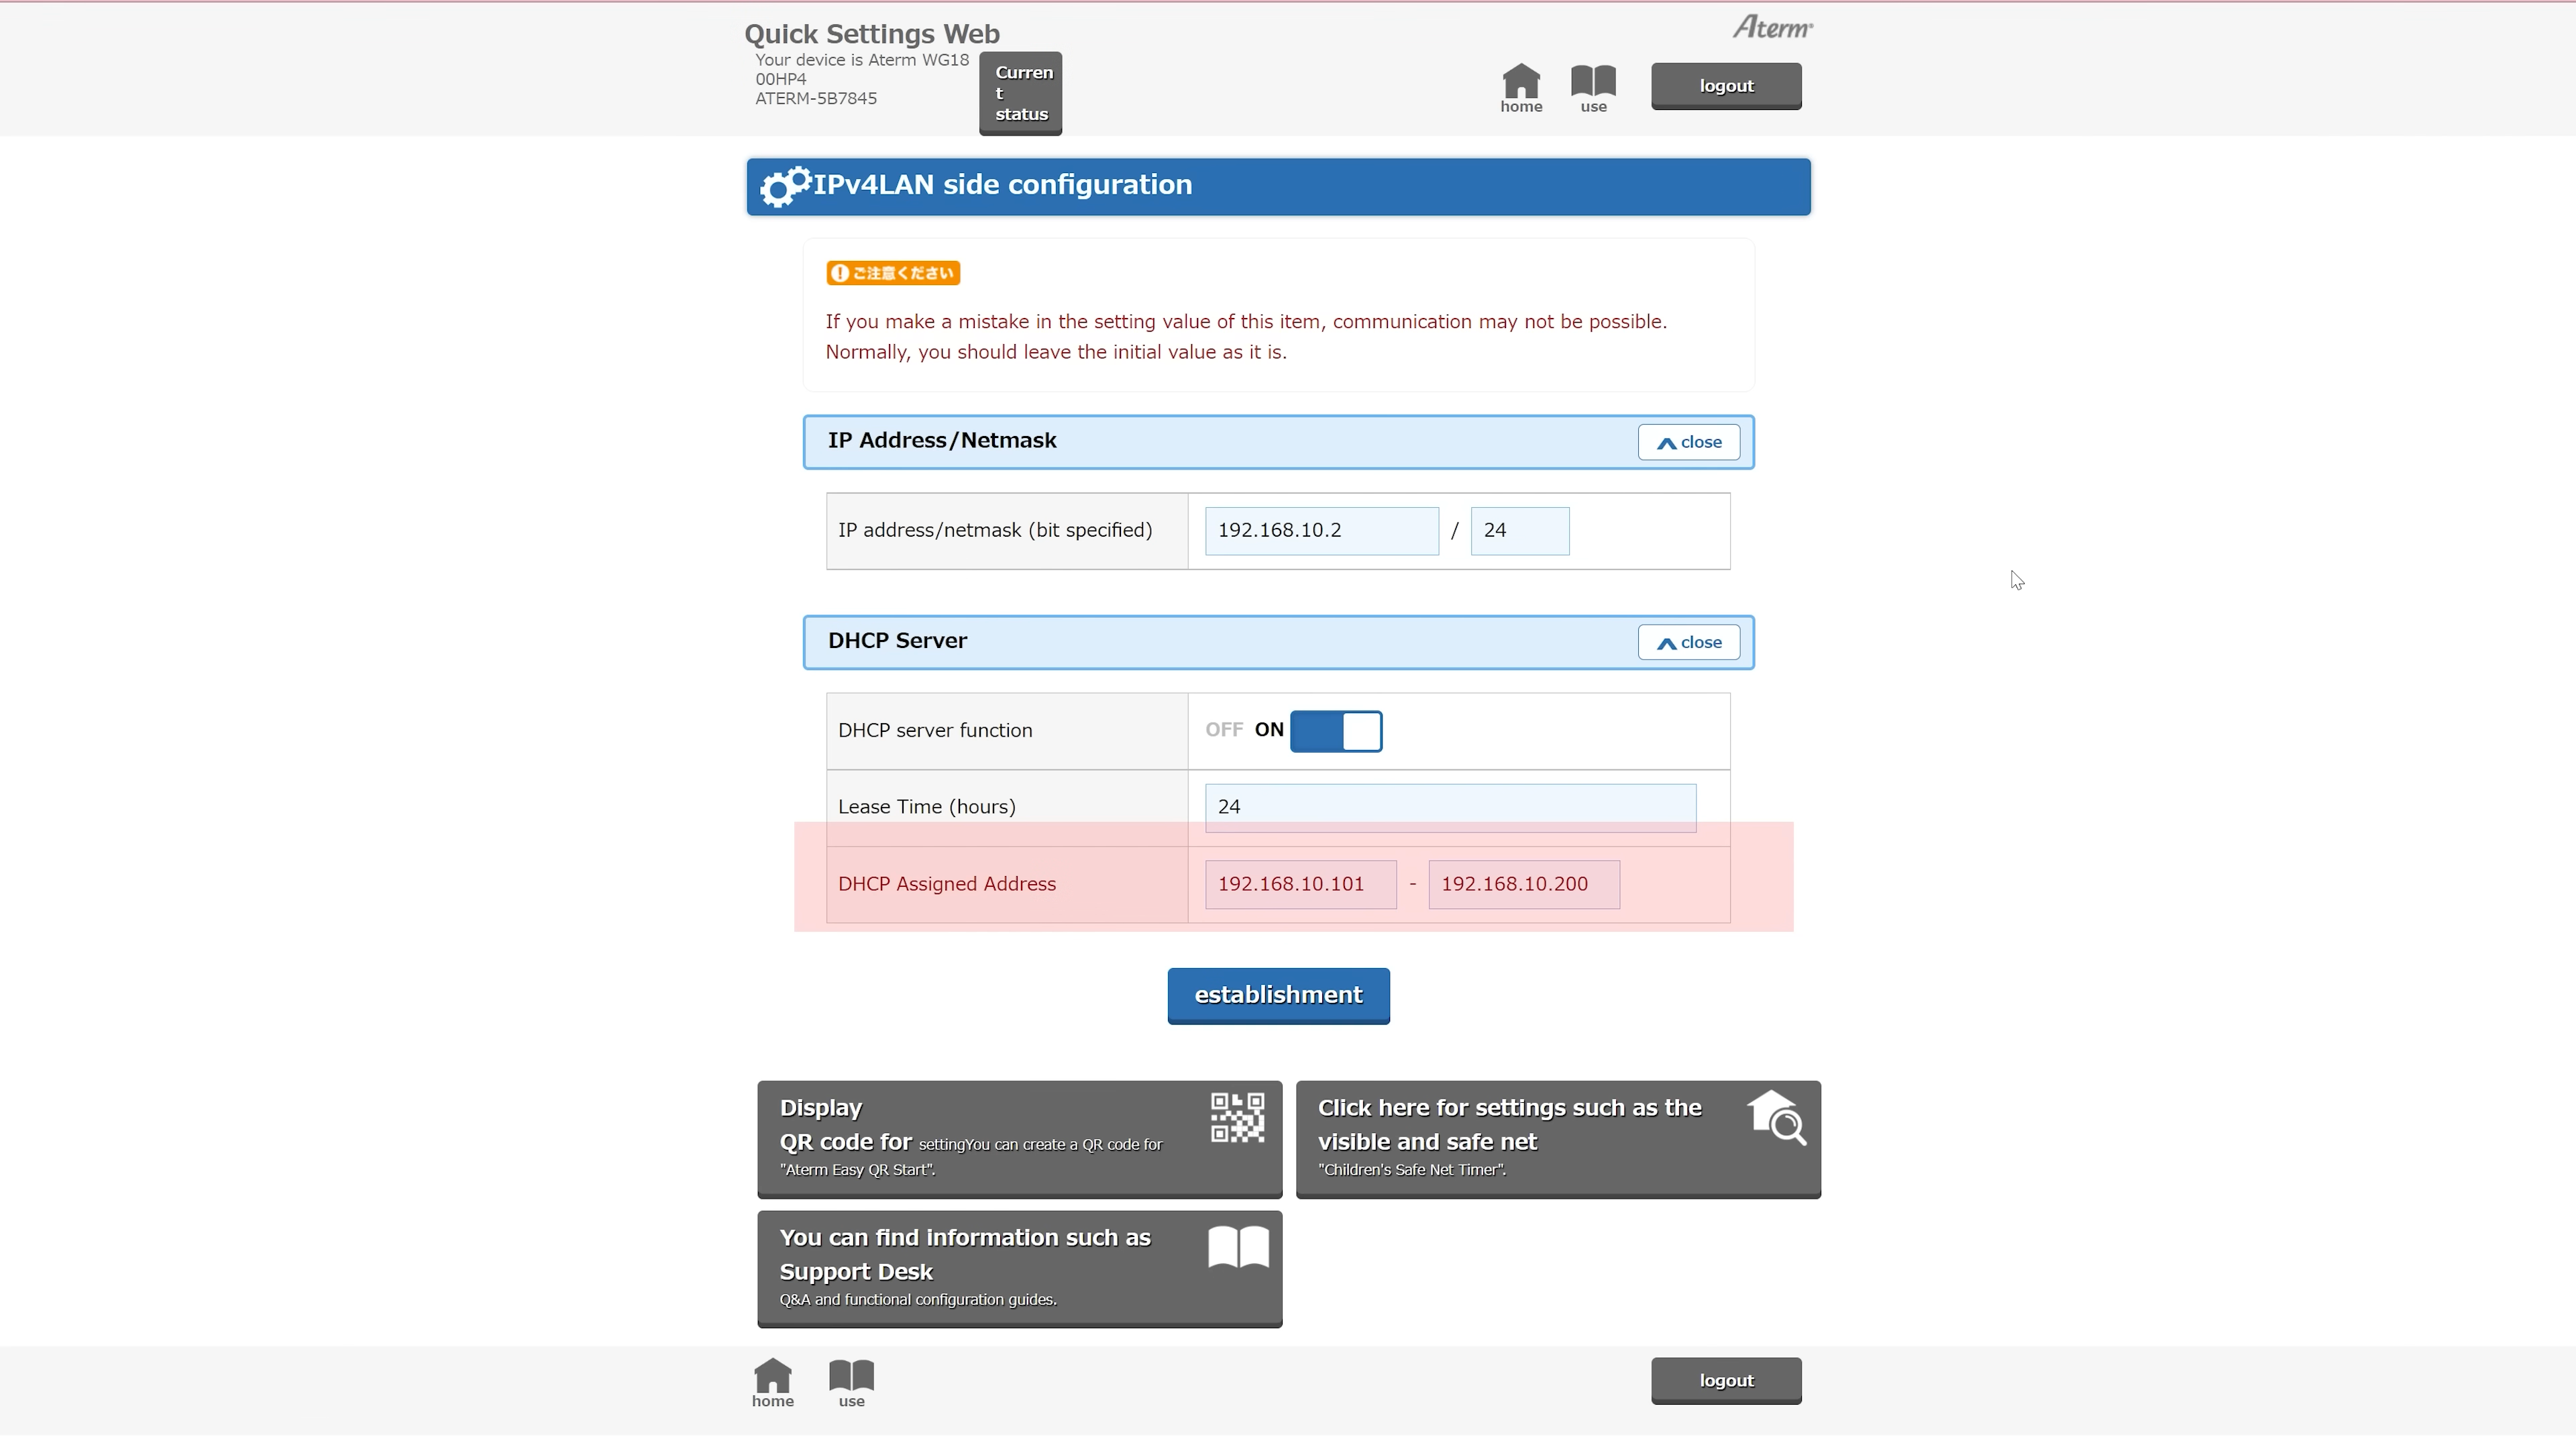 Quick Settings Web
Your device is Aterm WG18
00HP4
ATERM-5B7845
Curren
t
status
Aterm
home
use
logout
IPv4LAN side configuration
ご注意ください
If you make a mistake in the setting value of this item, communication may not be possible.
Normally, you should leave the initial value as it is.
IP Address/Netmask
close
IP address/netmask (bit specified)
192.168.10.2 / 24
DHCP Server
close
DHCP server function
OFF ON
Lease Time (hours)
24
DHCP Assigned Address
192.168.10.101 - 192.168.10.200
establishment
Display
QR code for settingYou can create a QR code for
"Aterm Easy QR Start".
Click here for settings such as the
visible and safe net
"Children's Safe Net Timer".
You can find information such as
Support Desk
Q&A and functional configuration guides.
home
use
logout